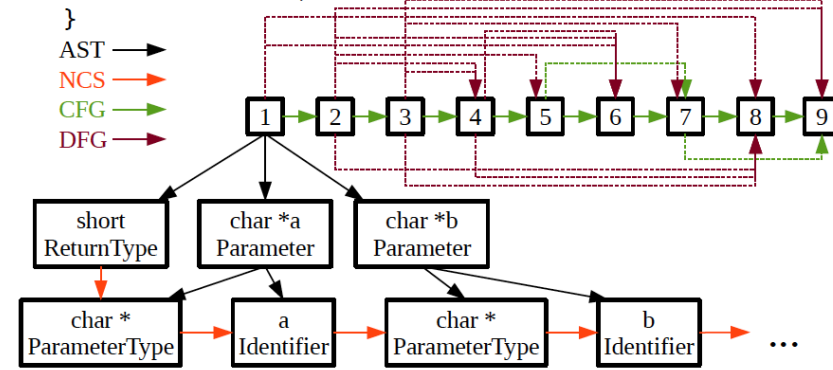 }
AST
NCS
CFG
DFG
1 2 3 4 5 6 7 8 9
short
ReturnType
char *a
Parameter
char *b
Parameter
char *
ParameterType
a
Identifier
char *
ParameterType
b
Identifier
...